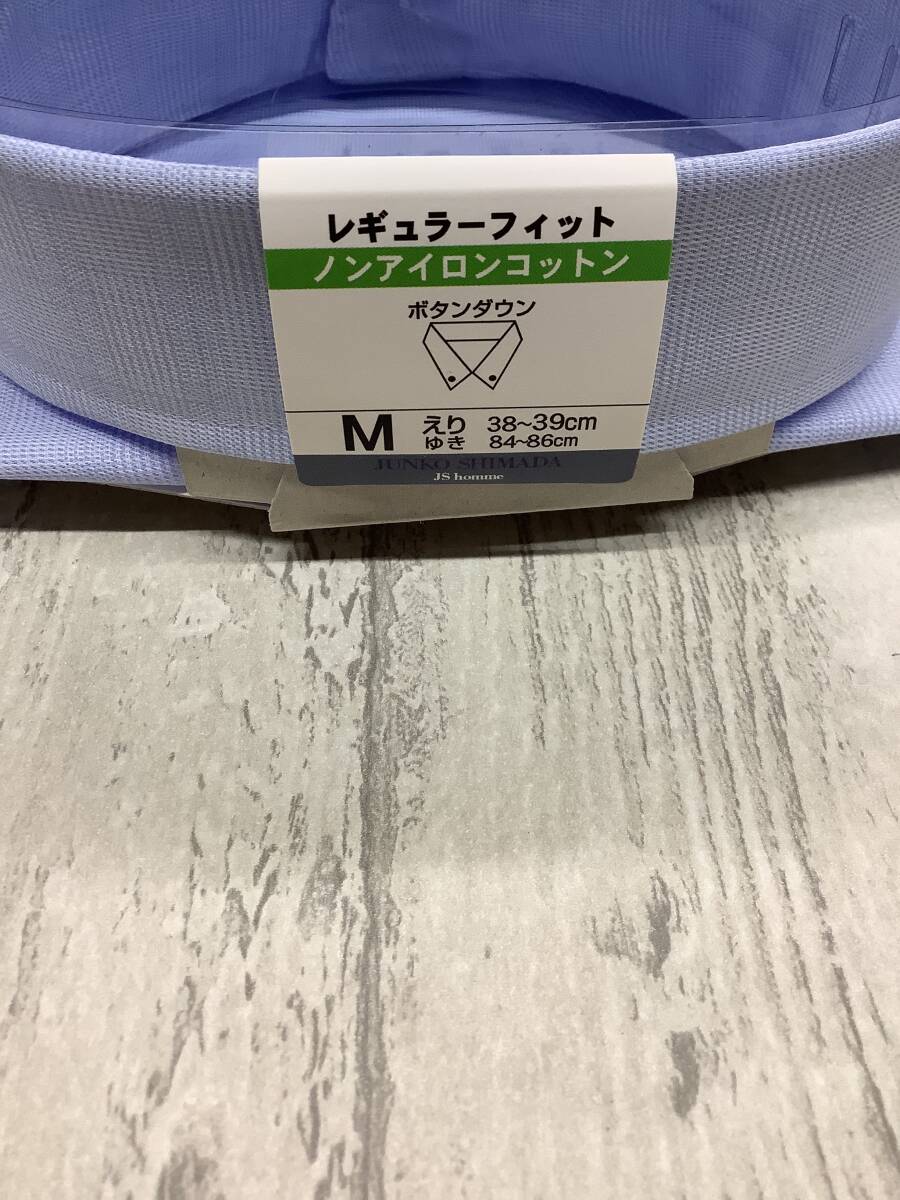 レギュラーフィット
ノンアイロンコットン
ボタンダウン
M えり 38~39cm
ゆき 84~86cm
JUNKO SHIMADA
JS homme